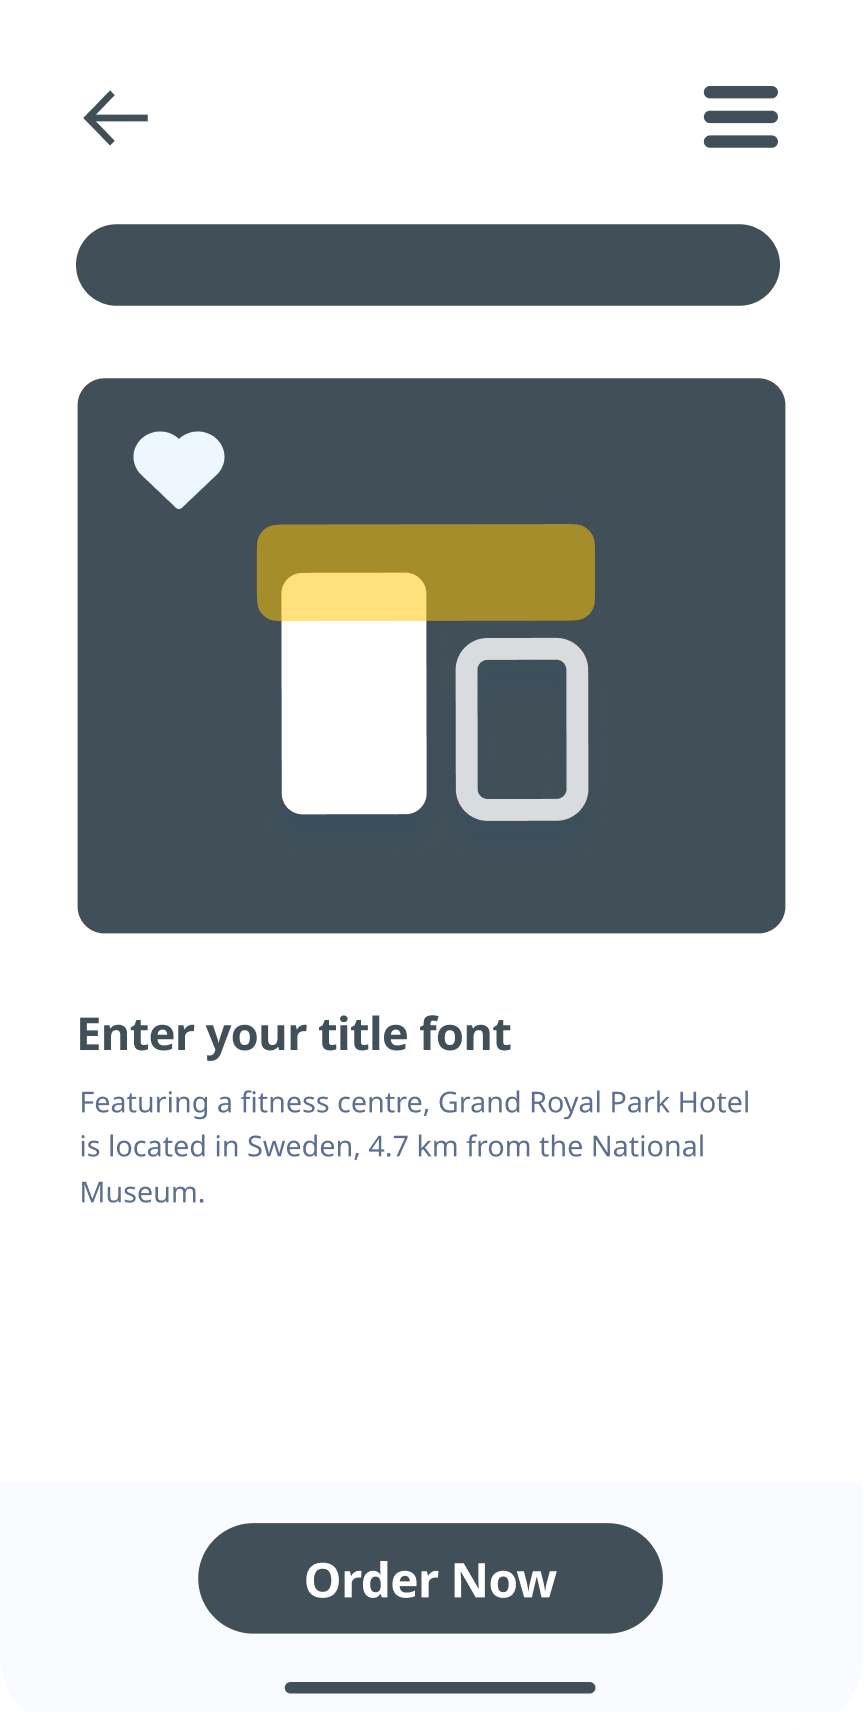 Enter your title font
Featuring a fitness centre, Grand Royal Park Hotel
is located in Sweden, 4.7 km from the National
Museum.
Order Now